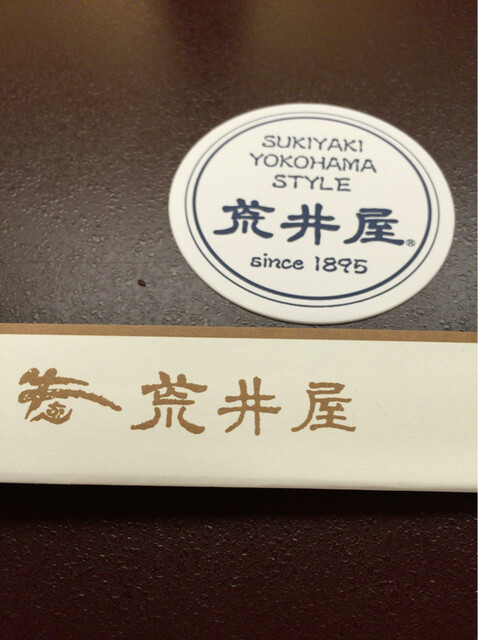 SUKIYAKI
YOKOHAMA
STYLE
荒井屋®
since 1895
荒井屋